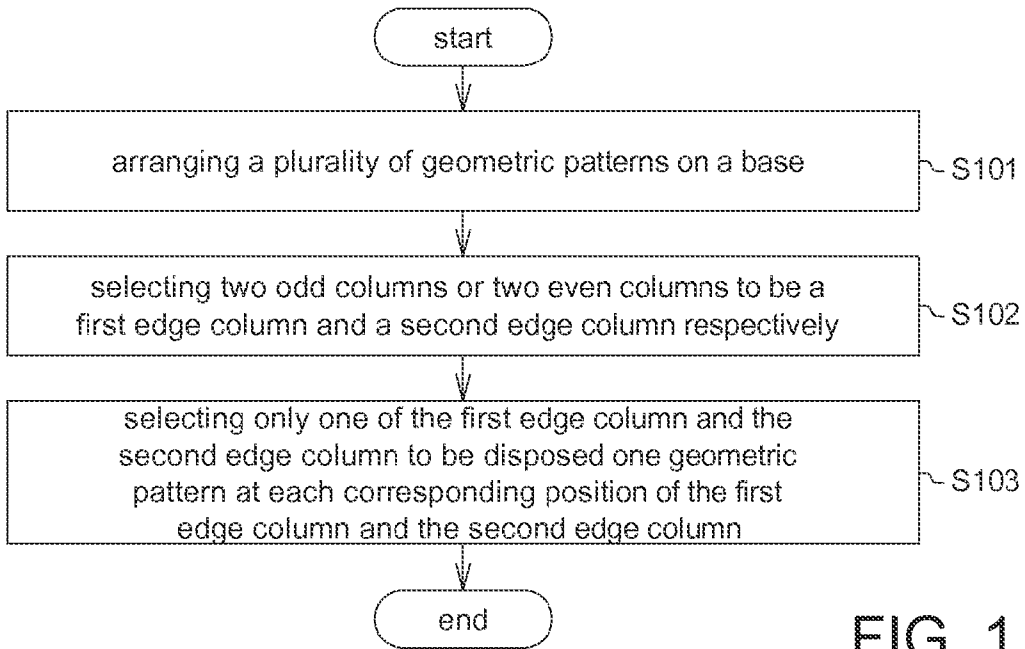 start
arranging a plurality of geometric patterns on a base
S101
selecting two odd columns or two even columns to be a
first edge column and a second edge column respectively
S102
selecting only one of the first edge column and the
second edge column to be disposed one geometric
pattern at each corresponding position of the first
edge column and the second edge column
S103
end
FIG. 1